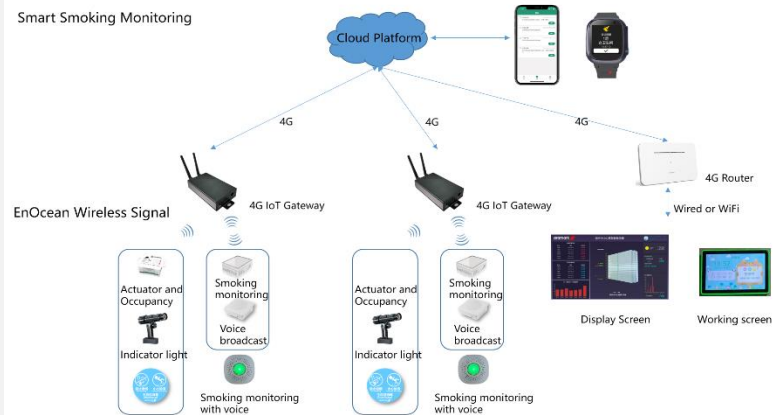 Smart Smoking Monitoring
Cloud Platform
4G
4G
4G
4G IoT Gateway
4G IoT Gateway
4G Router
EnOcean Wireless Signal
Wired or WiFi
Actuator and
Occupancy
Indicator light
Smoking
monitoring
Voice
broadcast
Smoking monitoring
with voice
Actuator and
Occupancy
Indicator light
Smoking
monitoring
Voice
broadcast
Smoking monitoring
with voice
Display Screen
Working screen